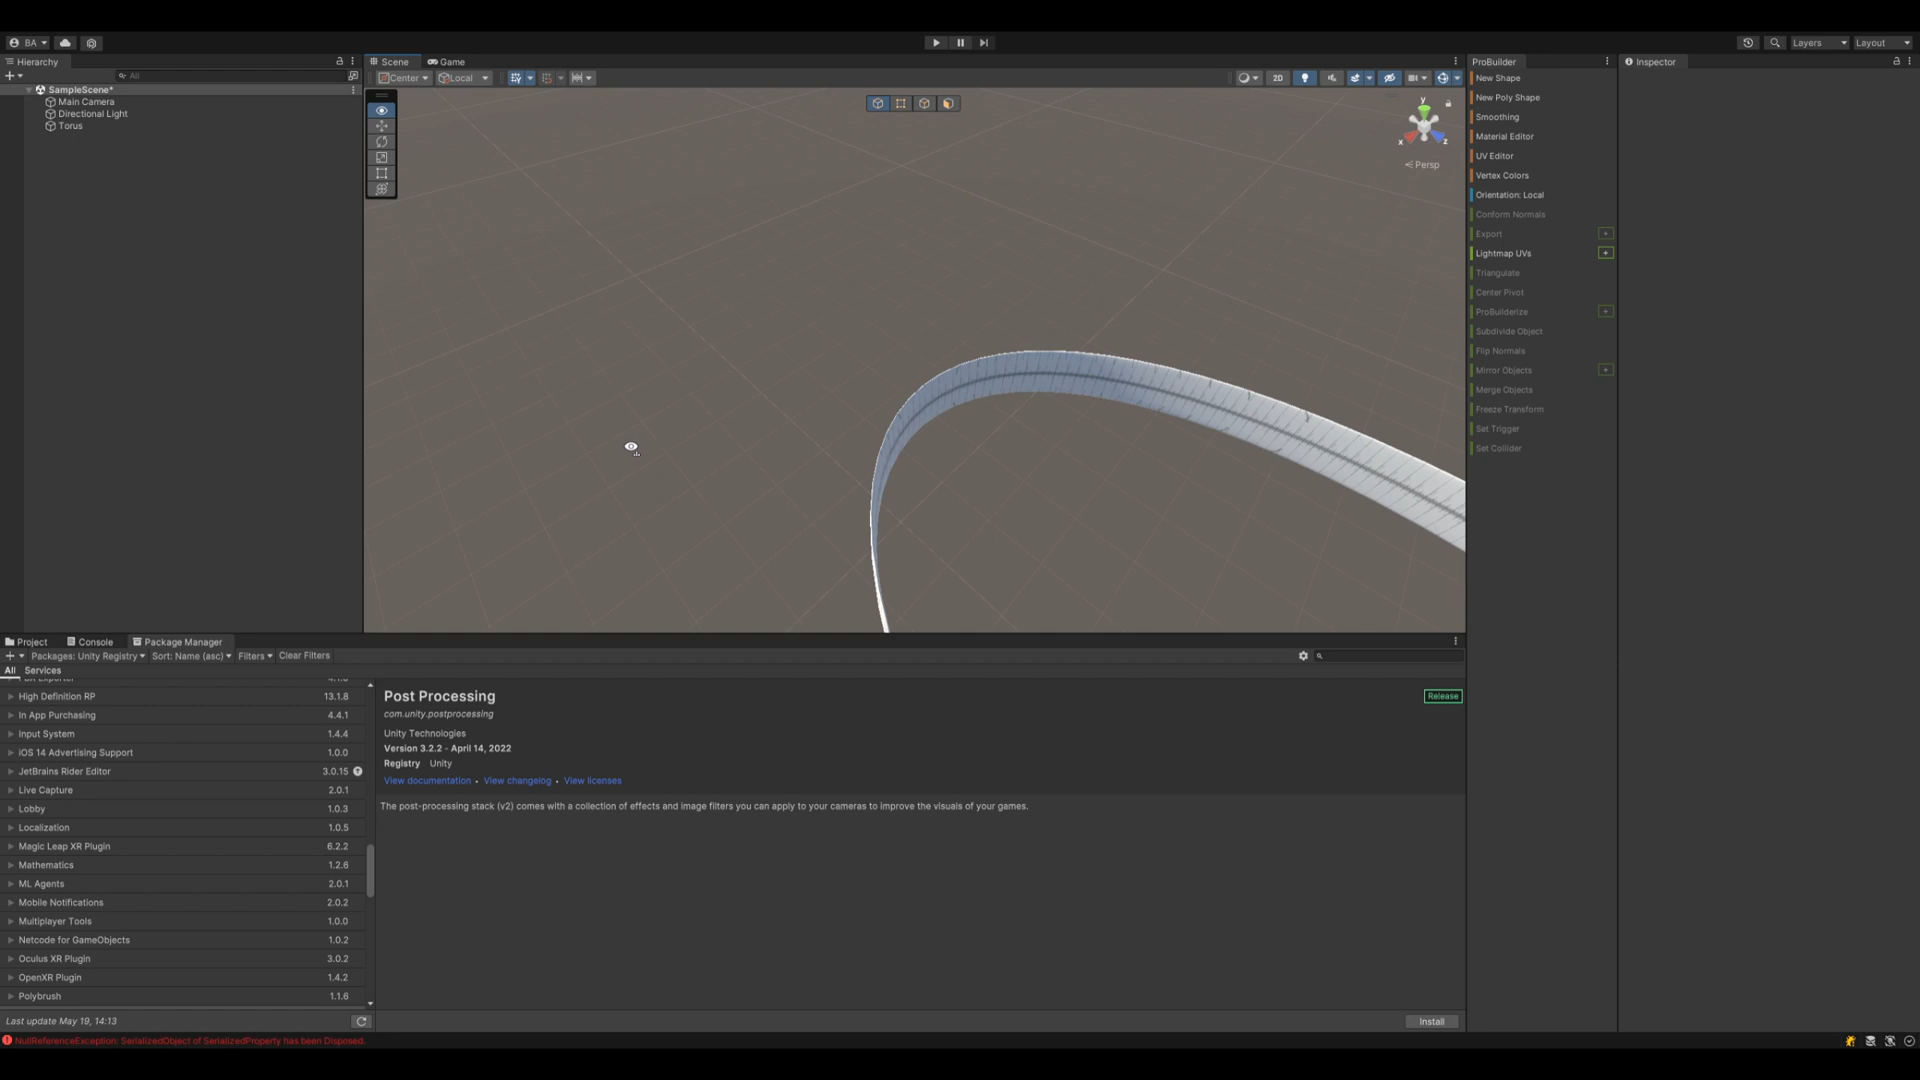 BA
Layers
Layout
Hierarchy
All
SampleScene*
Main Camera
Directional Light
Torus
Scene
Game
Center
Local
2D
y
x
z
Persp
ProBuilder
New Shape
New Poly Shape
Smoothing
Material Editor
UV Editor
Vertex Colors
Orientation: Local
Conform Normals
Export
Lightmap UVs
Triangulate
Center Pivot
ProBuilderize
Subdivide Object
Flip Normals
Mirror Objects
Merge Objects
Freeze Transform
Set Trigger
Set Collider
Inspector
Project
Console
Package Manager
Packages: Unity Registry
Sort: Name (asc)
Filters
Clear Filters
All
Services
High Definition RP 13.1.8
In App Purchasing 4.4.1
Input System 1.4.4
iOS 14 Advertising Support 1.0.0
JetBrains Rider Editor 3.0.15
Live Capture 2.0.1
Lobby 1.0.3
Localization 1.0.5
Magic Leap XR Plugin 6.2.2
Mathematics 1.2.6
ML Agents 2.0.1
Mobile Notifications 2.0.2
Multiplayer Tools 1.0.0
Netcode for GameObjects 1.0.2
Oculus XR Plugin 3.0.2
OpenXR Plugin 1.4.2
Polybrush 1.1.6
Last update May 19, 14:13
Post Processing
Release
com.unity.postprocessing
Unity Technologies
Version 3.2.2 - April 14, 2022
Registry Unity
View documentation • View changelog • View licenses
The post-processing stack (v2) comes with a collection of effects and image filters you can apply to your cameras to improve the visuals of your games.
Install
NullReferenceException: SerializedObject of SerializedProperty has been Disposed.